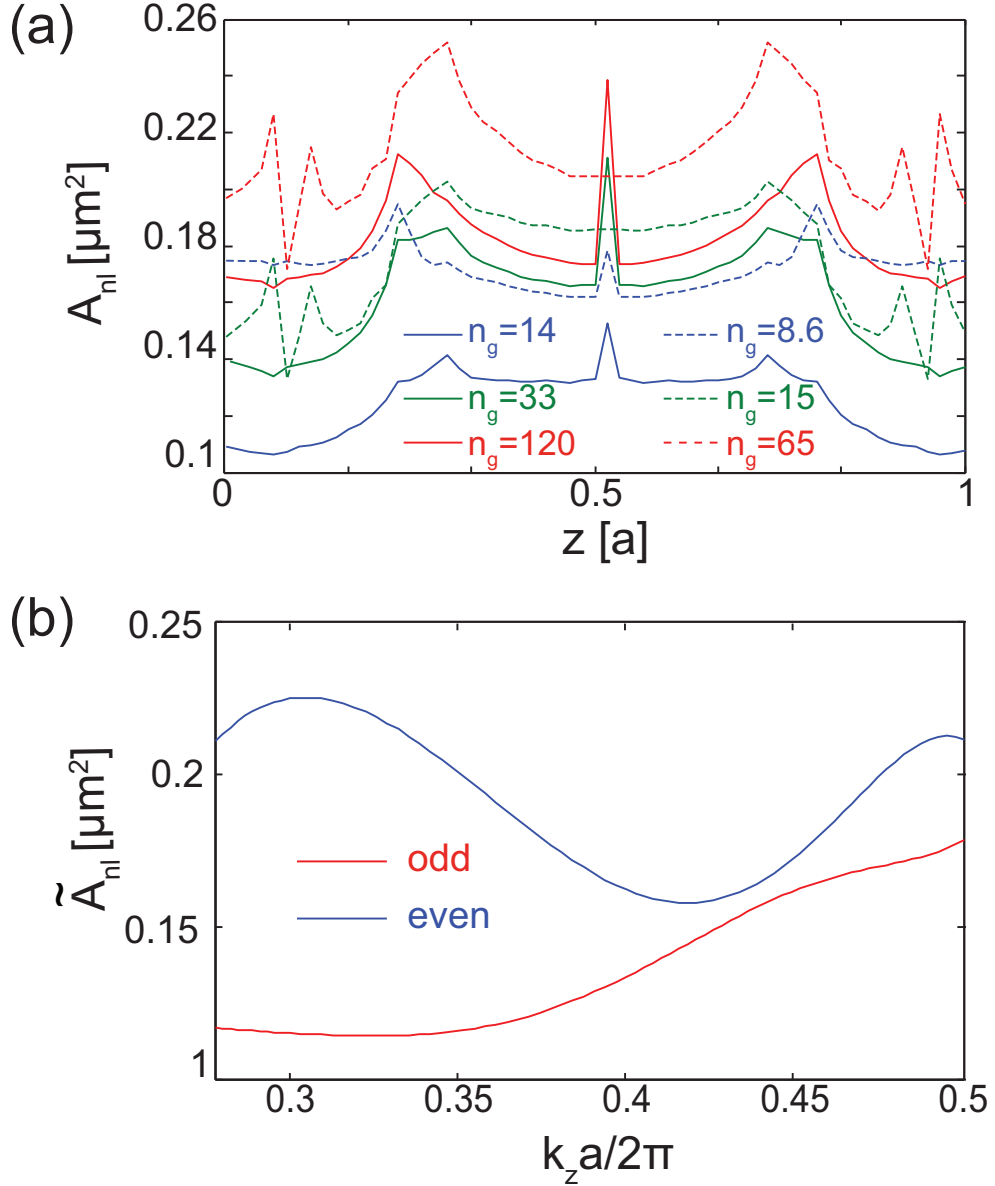 (a)
A_nl [μm²]
0.26
0.22
0.18
0.14
0.1
n_g=14
n_g=8.6
n_g=33
n_g=15
n_g=120
n_g=65
0
0.5
1
z [a]
(b)
Ã_nl [μm²]
0.25
0.2
0.15
1
odd
even
0.3
0.35
0.4
0.45
0.5
k_z a/2π